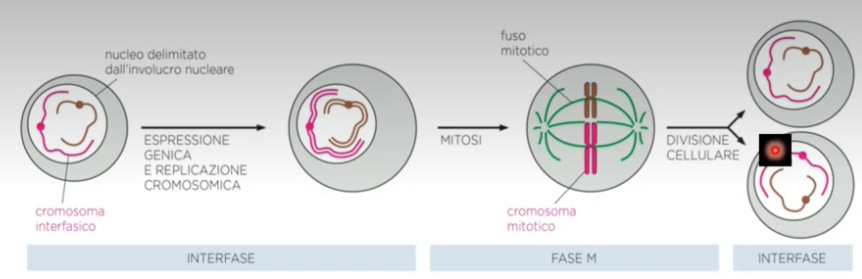 nucleo delimitato
dall'involucro nucleare
fuso
mitotico
ESPRESSIONE
GENICA
E REPLICAZIONE
CROMOSOMICA
MITOSI
DIVISIONE
CELLULARE
cromosoma
interfasico
cromosoma
mitotico
INTERFASE
FASE M
INTERFASE